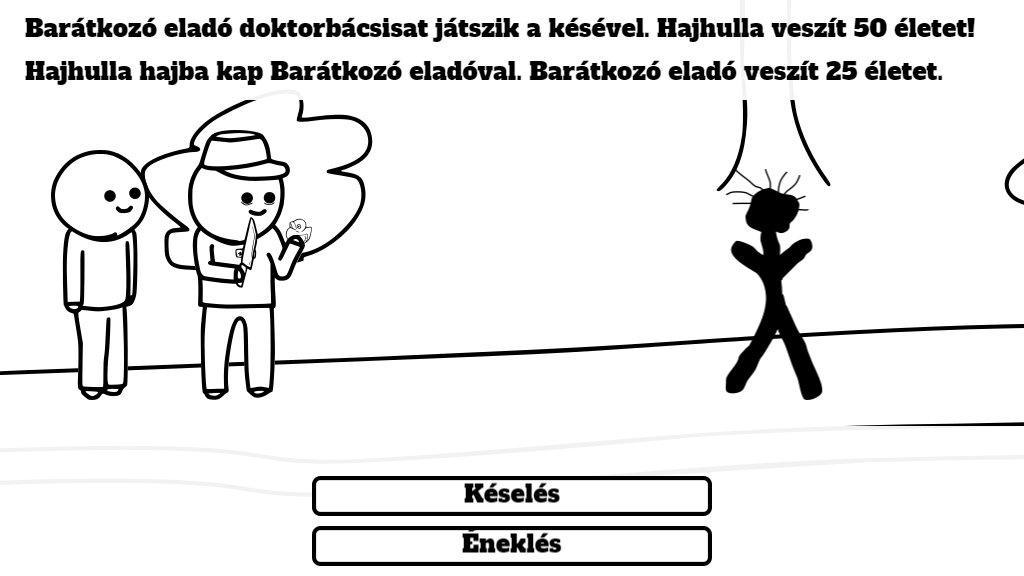 Barátkozó eladó doktorbácsisat játszik a késével. Hajhulla veszít 50 életet!
Hajhulla hajba kap Barátkozó eladóval. Barátkozó eladó veszít 25 életet.
Késelés
Éneklés